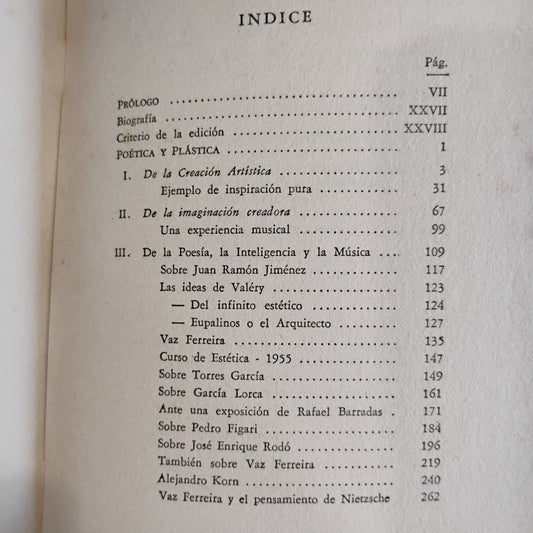 INDICE
Pág.
PRÓLOGO .............................. VII
Biografía .............................. XXVII
Criterio de la edición .............................. XXVIII
POÉTICA Y PLÁSTICA .............................. 1
I. De la Creación Artística .................... 3
Ejemplo de inspiración pura .............. 31
II. De la imaginación creadora ................ 67
Una experiencia musical .................. 99
III. De la Poesía, la Inteligencia y la Música .... 109
Sobre Juan Ramón Jiménez .............. 117
Las ideas de Valéry .................... 123
— Del infinito estético ................ 124
— Eupalinos o el Arquitecto .......... 127
Vaz Ferreira .......................... 135
Curso de Estética - 1955 ................ 147
Sobre Torres García .................... 149
Sobre García Lorca .................... 161
Ante una exposición de Rafael Barradas . 171
Sobre Pedro Figari .................... 184
Sobre José Enrique Rodó .............. 196
También sobre Vaz Ferreira ............ 219
Alejandro Korn ........................ 240
Vaz Ferreira y el pensamiento de Nietzsche 262